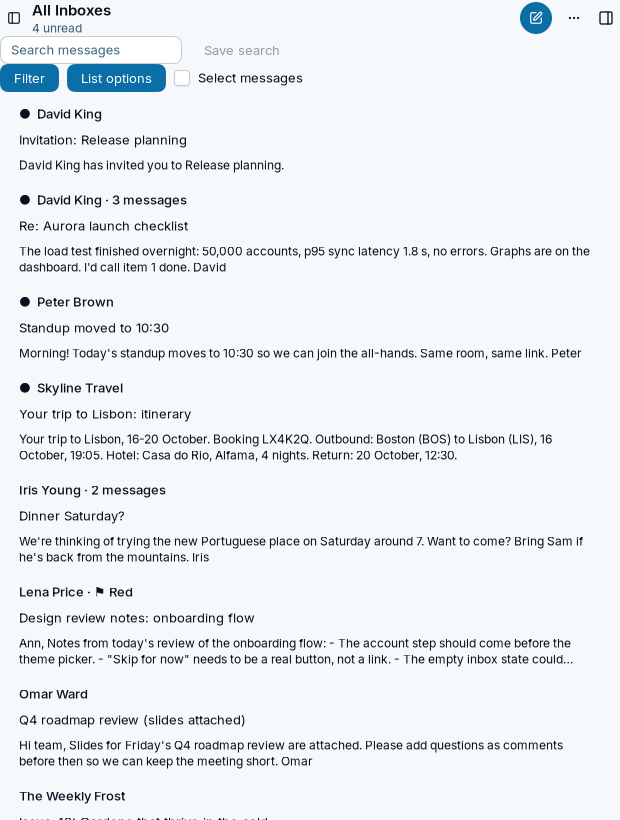 All Inboxes
4 unread
Search messages
Save search
Filter
List options
Select messages
David King
Invitation: Release planning
David King has invited you to Release planning.
David King · 3 messages
Re: Aurora launch checklist
The load test finished overnight: 50,000 accounts, p95 sync latency 1.8 s, no errors. Graphs are on the
dashboard. I'd call item 1 done. David
Peter Brown
Standup moved to 10:30
Morning! Today's standup moves to 10:30 so we can join the all-hands. Same room, same link. Peter
Skyline Travel
Your trip to Lisbon: itinerary
Your trip to Lisbon, 16-20 October. Booking LX4K2Q. Outbound: Boston (BOS) to Lisbon (LIS), 16
October, 19:05. Hotel: Casa do Rio, Alfama, 4 nights. Return: 20 October, 12:30.
Iris Young · 2 messages
Dinner Saturday?
We're thinking of trying the new Portuguese place on Saturday around 7. Want to come? Bring Sam if
he's back from the mountains. Iris
Lena Price · ⚑ Red
Design review notes: onboarding flow
Ann, Notes from today's review of the onboarding flow: - The account step should come before the
theme picker. - "Skip for now" needs to be a real button, not a link. - The empty inbox state could...
Omar Ward
Q4 roadmap review (slides attached)
Hi team, Slides for Friday's Q4 roadmap review are attached. Please add questions as comments
before then so we can keep the meeting short. Omar
The Weekly Frost